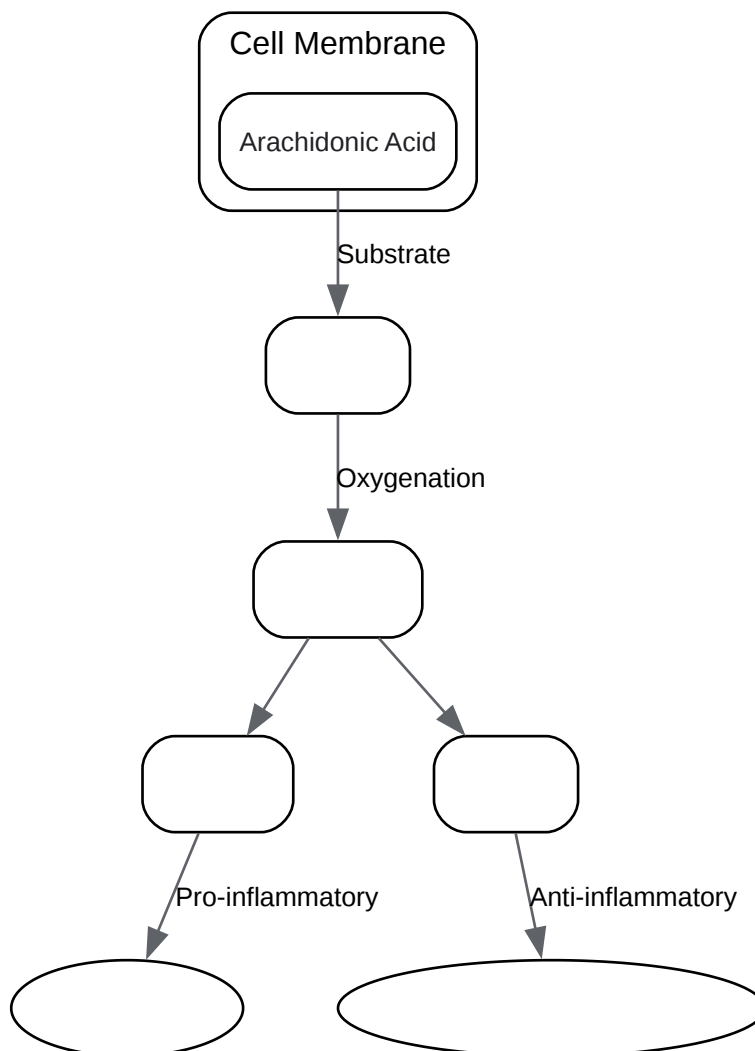 Cell Membrane
Arachidonic Acid
Substrate
Oxygenation
Pro-inflammatory
Anti-inflammatory